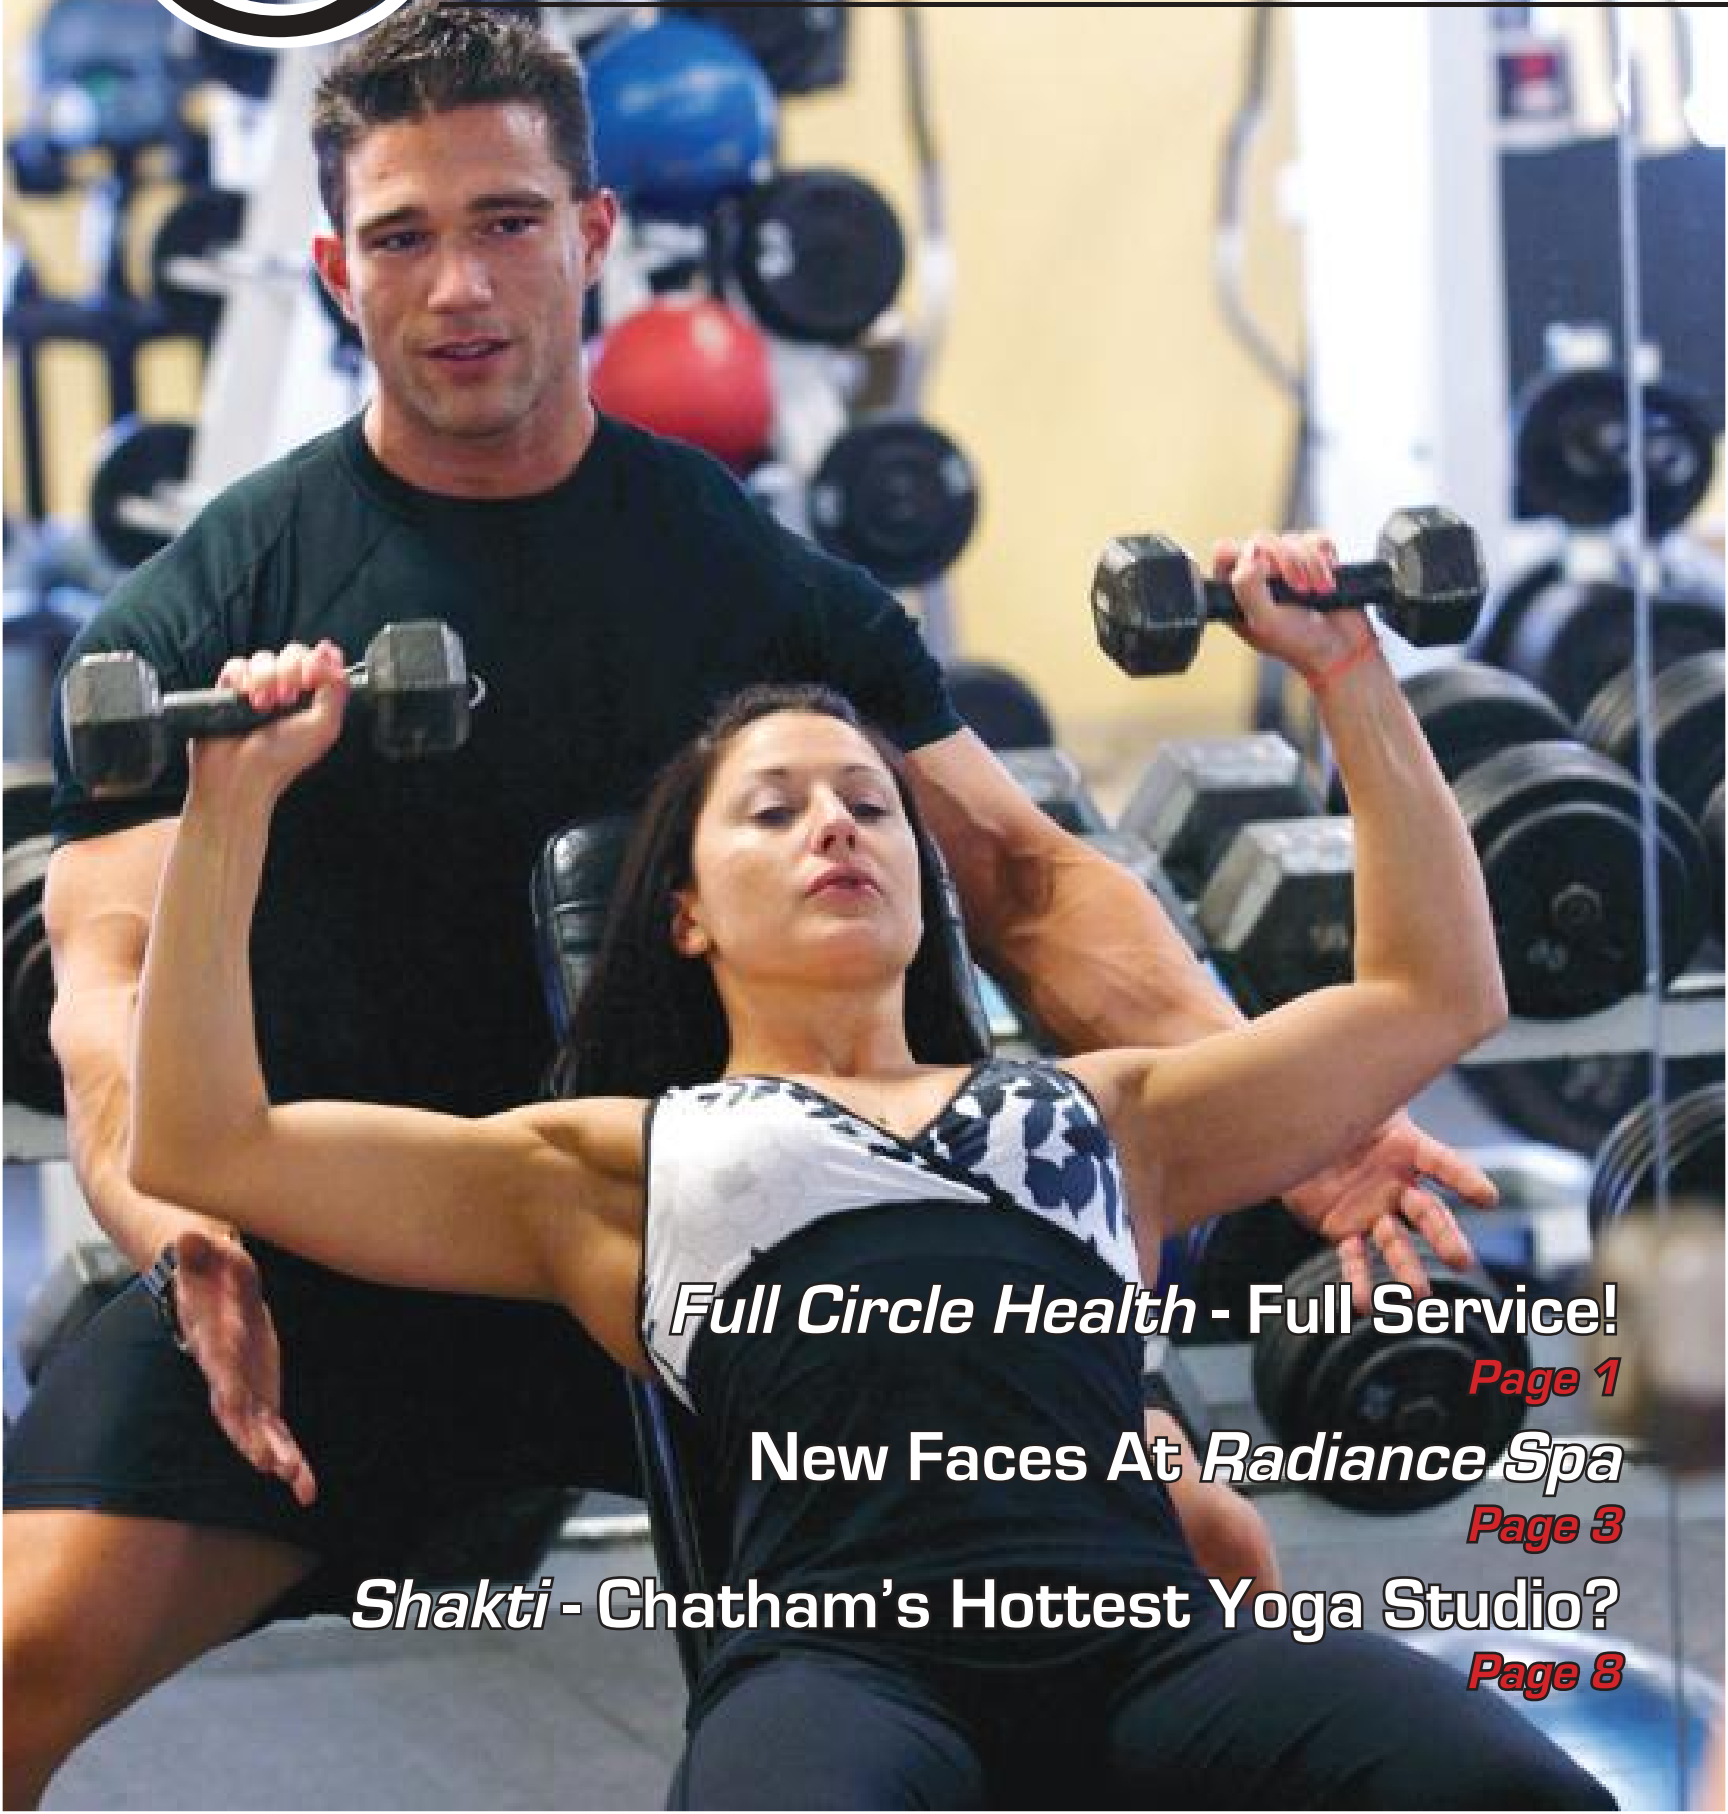 Full Circle Health - Full Service!
Page 1
New Faces At Radiance Spa
Page 3
Shakti - Chatham's Hottest Yoga Studio?
Page 8